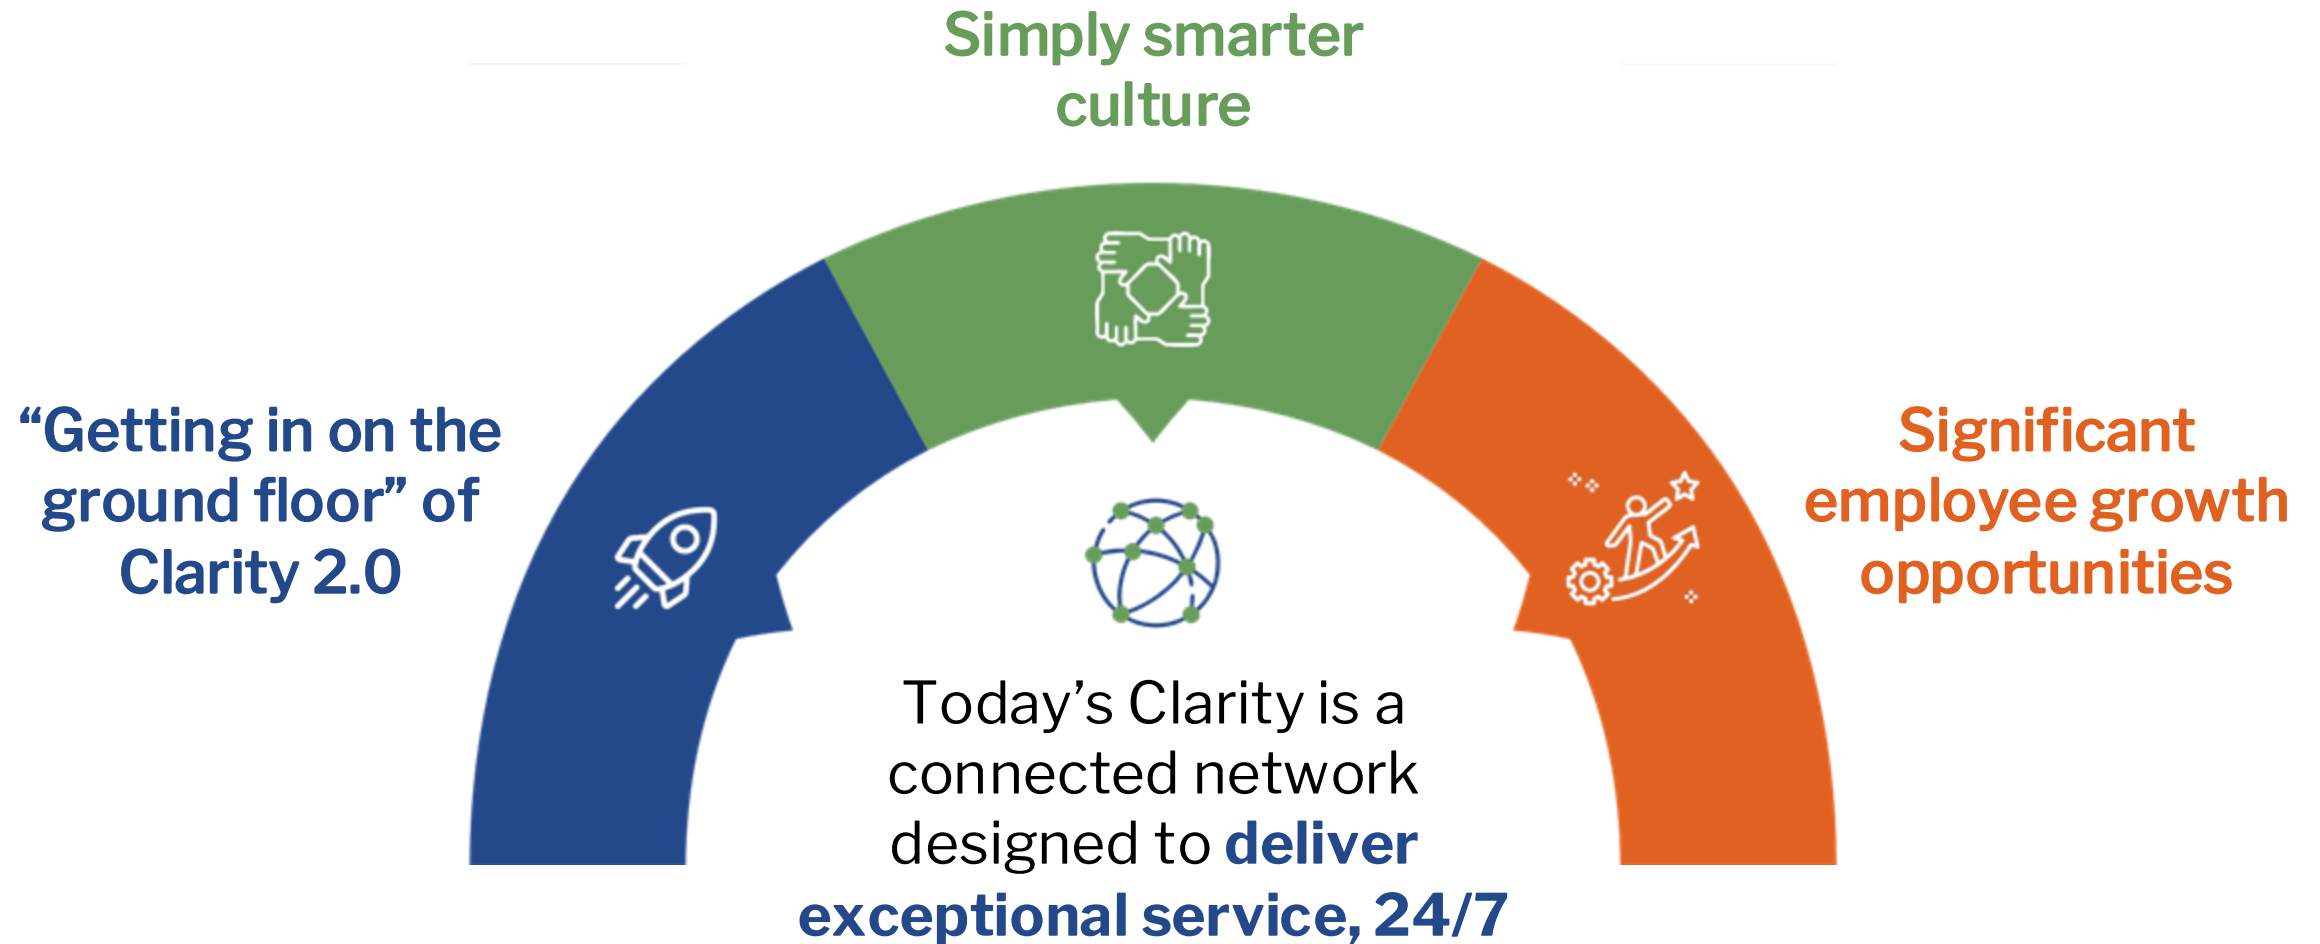 Simply smarter
culture
“Getting in on the
ground floor” of
Clarity 2.0
Significant
employee growth
opportunities
Today’s Clarity is a
connected network
designed to deliver
exceptional service, 24/7